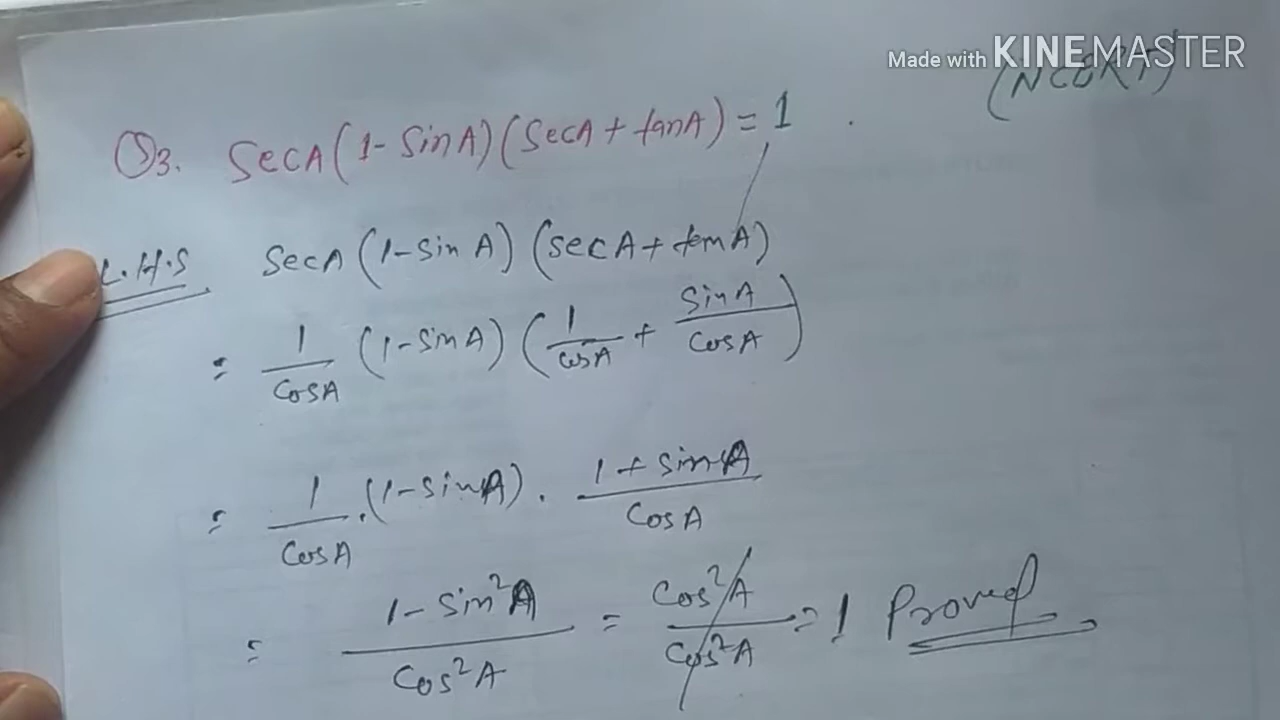 Made with KINEMASTER
(NCERT)
Q3. SecA(1-SinA)(SecA+tanA)=1.
L.H.S SecA(1-SinA)(SecA+tanA)
= 1/CosA (1-SinA)(1/CosA + SinA/CosA)
= 1/CosA.(1-SinA).1+SinA/CosA
= 1-Sin²A/Cos²A = Cos²A/Cos²A = 1 Proved